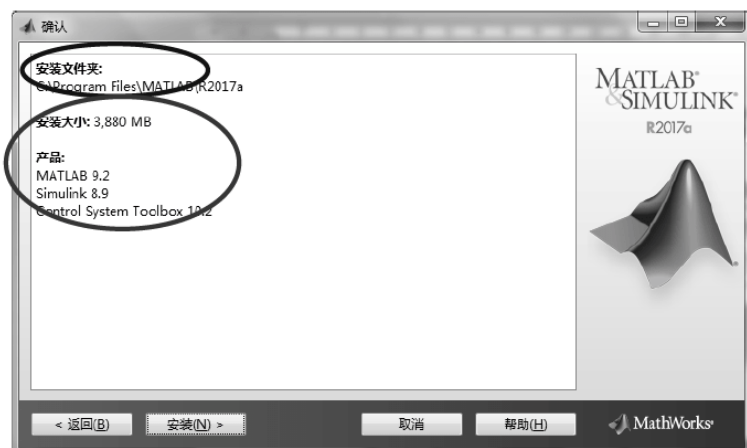 确认
安装文件夹:
C:\Program Files\MATLAB\R2017a
安装大小: 3,880 MB
产品:
MATLAB 9.2
Simulink 8.9
Control System Toolbox 10.2
MATLAB®
&SIMULINK®
R2017a
< 返回(B)
安装(N) >
取消
帮助(H)
MathWorks®